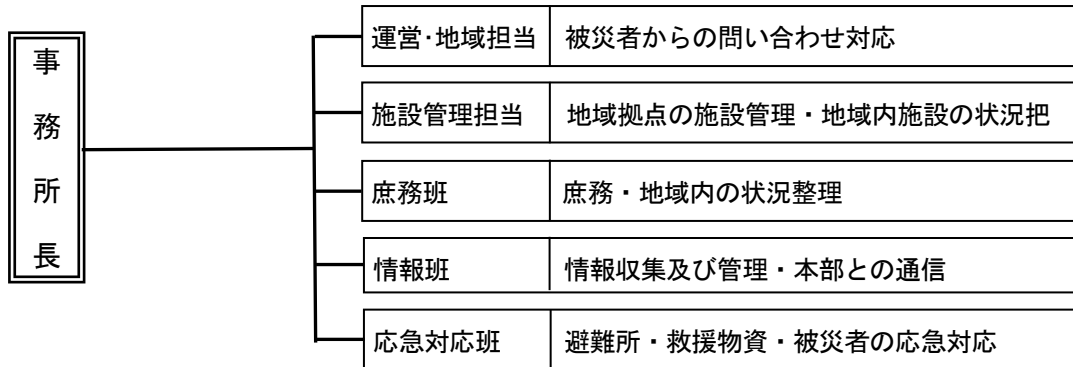 事務所長
運営・地域担当 被災者からの問い合わせ対応
施設管理担当 地域拠点の施設管理・地域内施設の状況把
庶務班 庶務・地域内の状況整理
情報班 情報収集及び管理・本部との通信
応急対応班 避難所・救援物資・被災者の応急対応